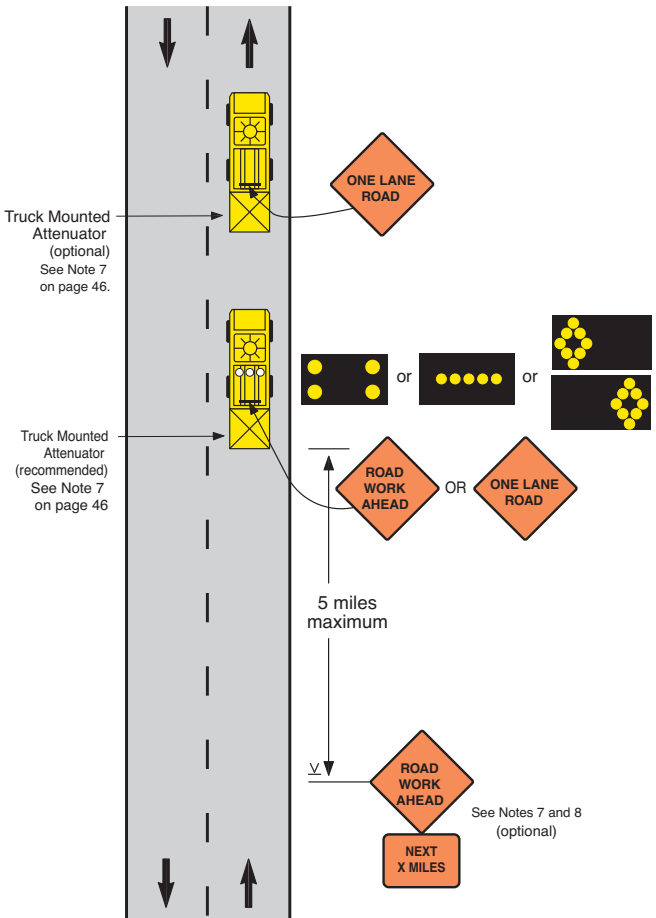 ONE LANE
ROAD
Truck Mounted
Attenuator
(optional)
See Note 7
on page 46.
or
or
Truck Mounted
Attenuator
(recommended)
See Note 7
on page 46
ROAD
WORK
AHEAD
OR
ONE LANE
ROAD
5 miles
maximum
ROAD
WORK
AHEAD
See Notes 7 and 8
(optional)
NEXT
X MILES